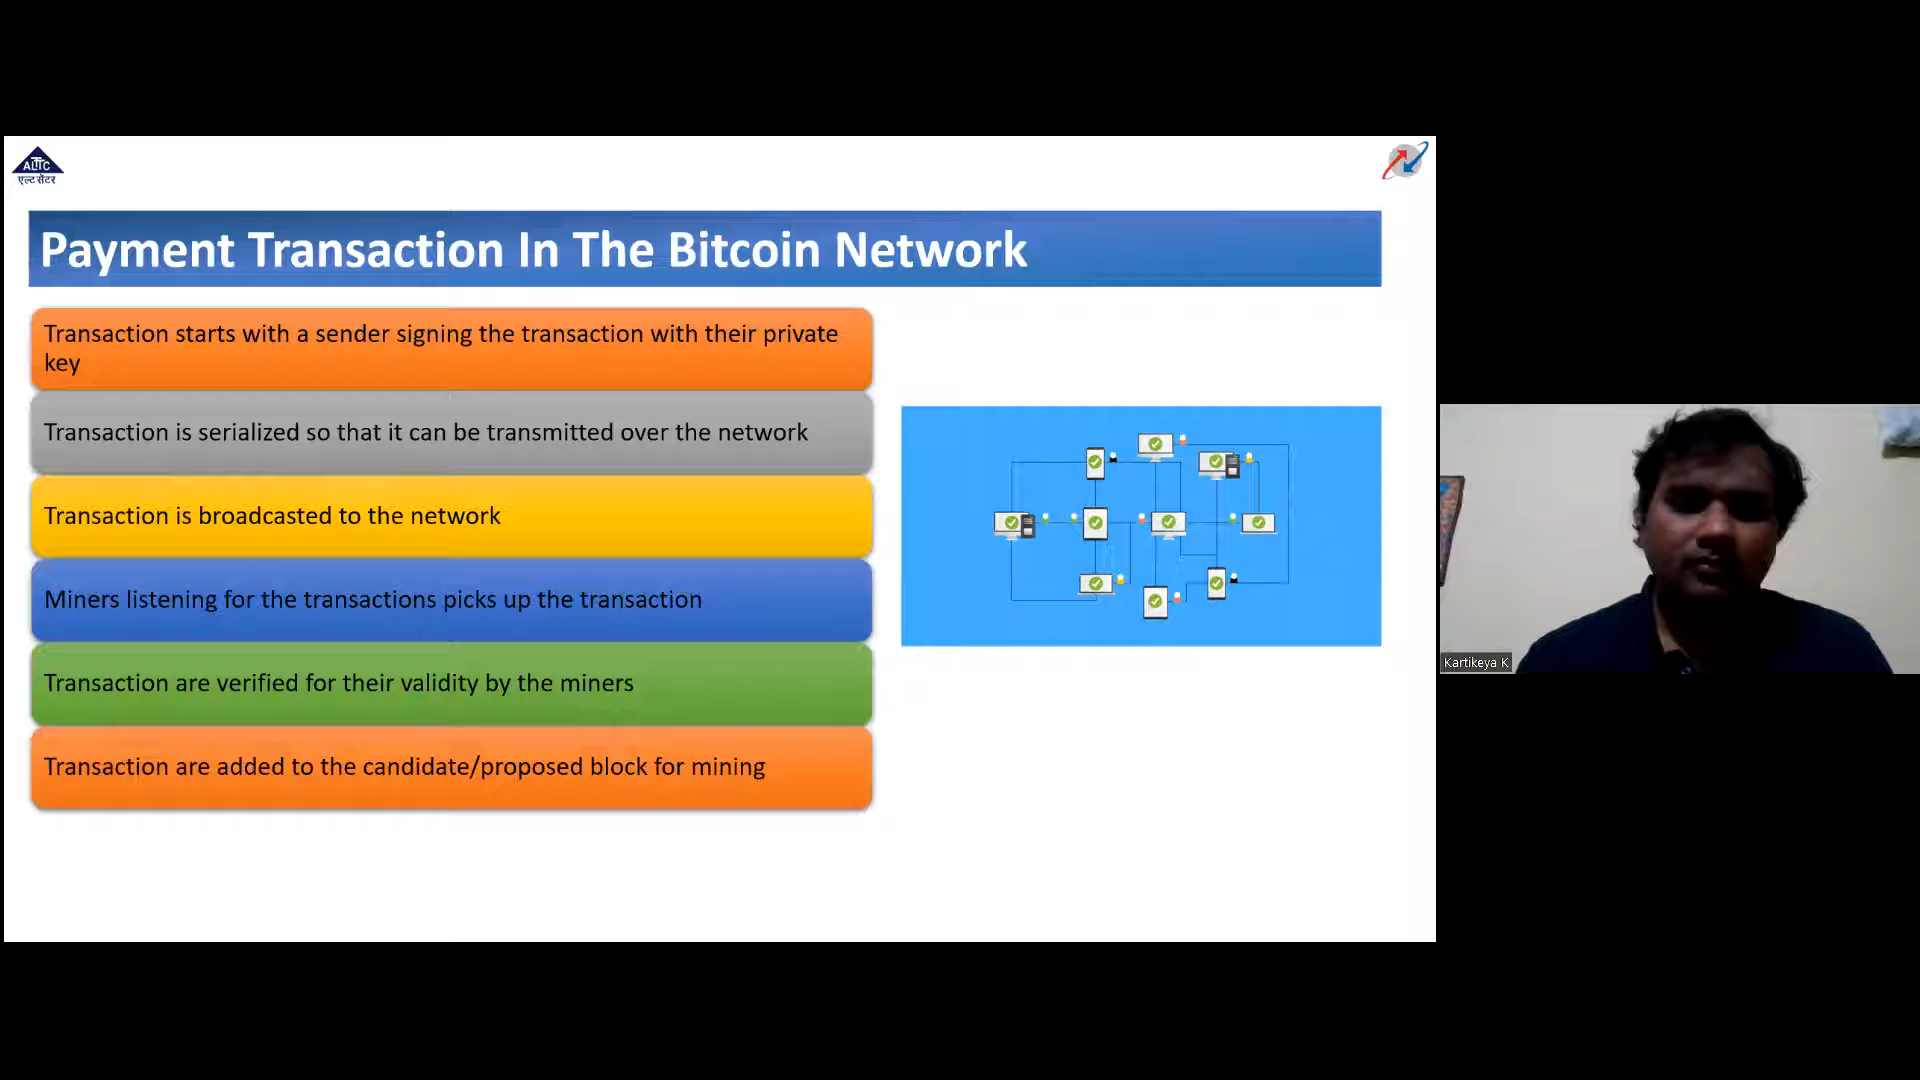 ALTTC
एल्ट सेंटर
Payment Transaction In The Bitcoin Network
Transaction starts with a sender signing the transaction with their private
key
Transaction is serialized so that it can be transmitted over the network
Transaction is broadcasted to the network
Miners listening for the transactions picks up the transaction
Transaction are verified for their validity by the miners
Transaction are added to the candidate/proposed block for mining
Kartikeya K